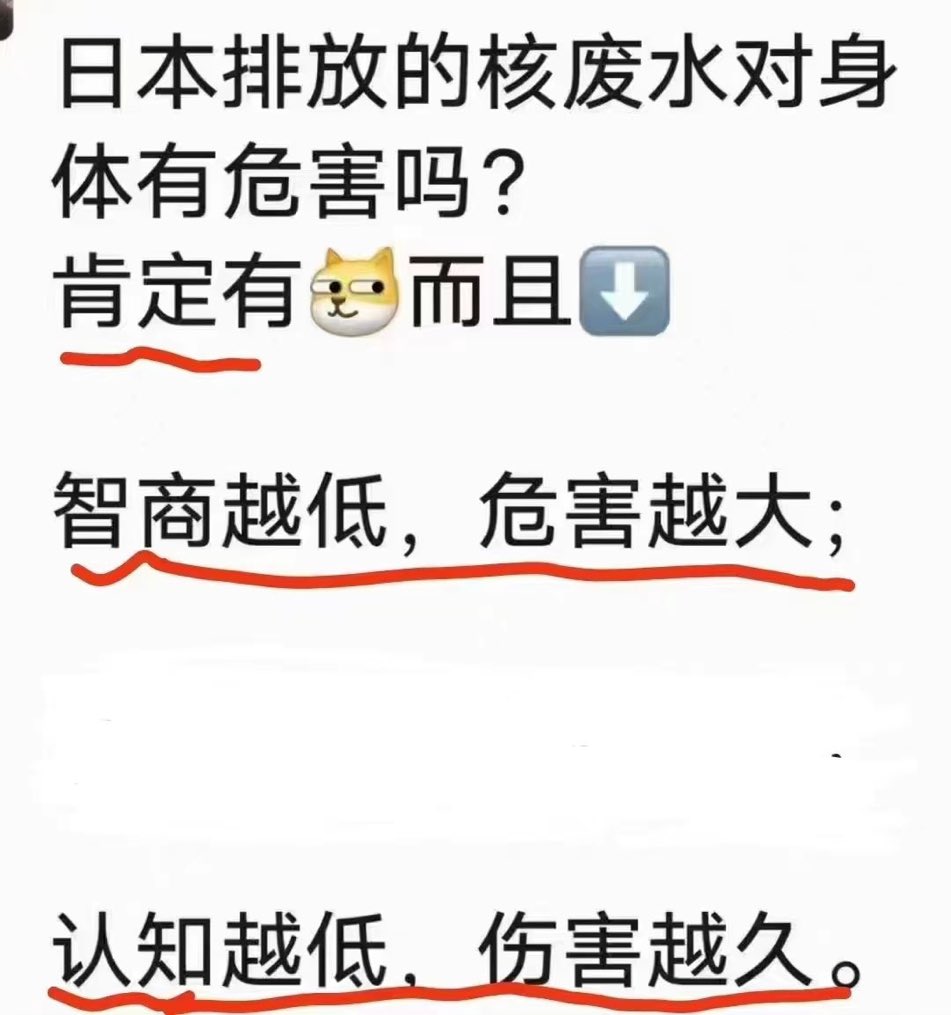 日本排放的核废水对身
体有危害吗？
肯定有🐶而且⬇️
智商越低，危害越大；
认知越低，伤害越久。